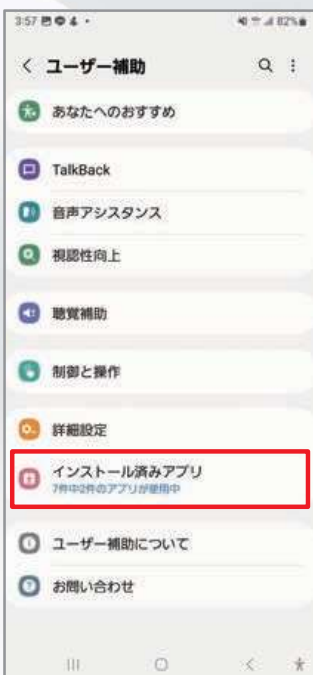 3:57
82%
ユーザー補助
あなたへのおすすめ
TalkBack
音声アシスタンス
視認性向上
聴覚補助
制御と操作
詳細設定
インストール済みアプリ
7件中2件のアプリが使用中
ユーザー補助について
お問い合わせ